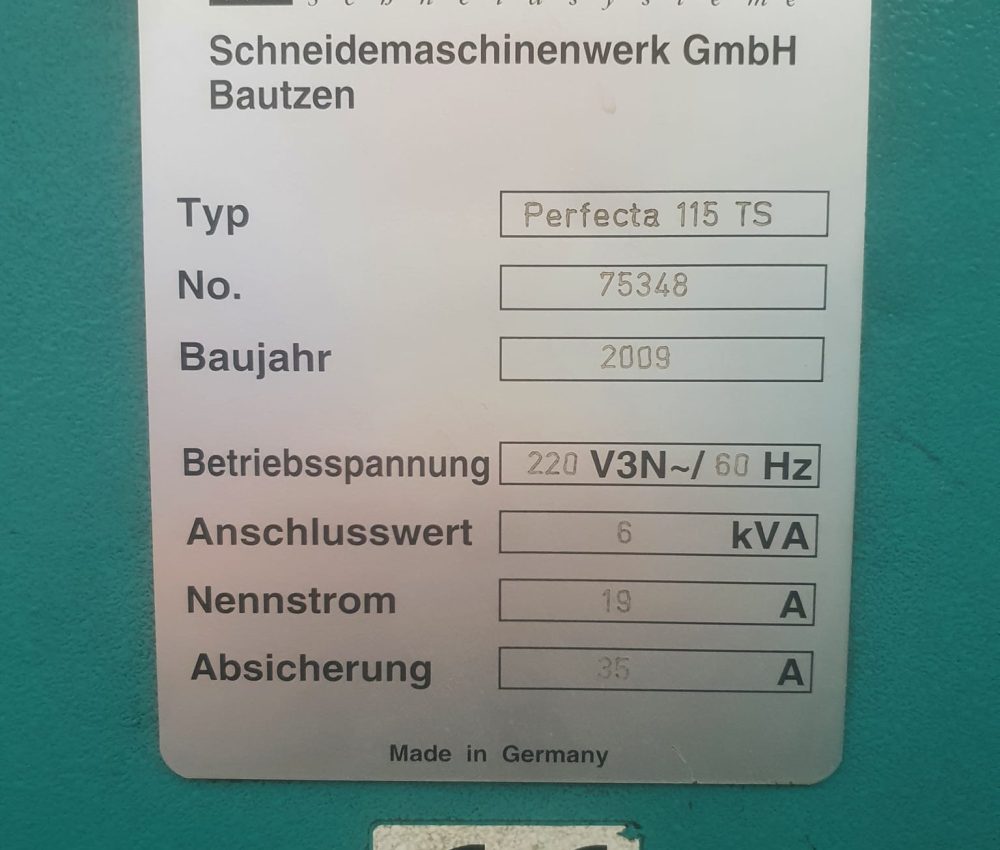 Schneidesysteme
Schneidemaschinenwerk GmbH
Bautzen
Typ Perfecta 115 TS
No. 75348
Baujahr 2009
Betriebsspannung 220 V3N~/ 60 Hz
Anschlusswert 6 kVA
Nennstrom 19 A
Absicherung 35 A
Made in Germany